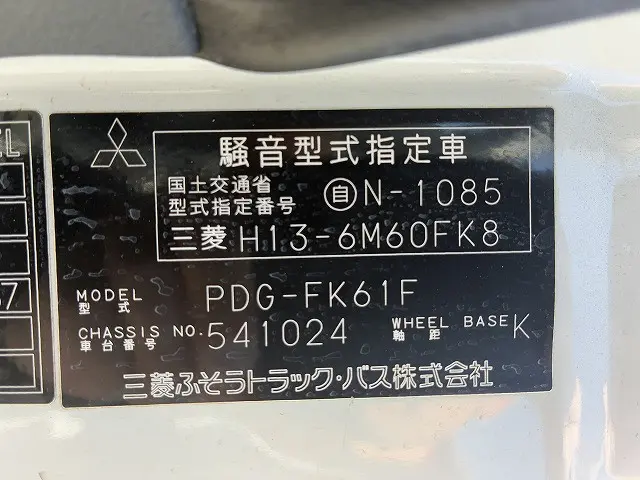 騒音型式指定車
国土交通省
型式指定番号 自N-1085
三菱 H13-6M60FK8
MODEL
型式 PDG-FK61F
CHASSIS NO.
車台番号 541024 WHEEL BASE
軸距 K
三菱ふそうトラック・バス株式会社